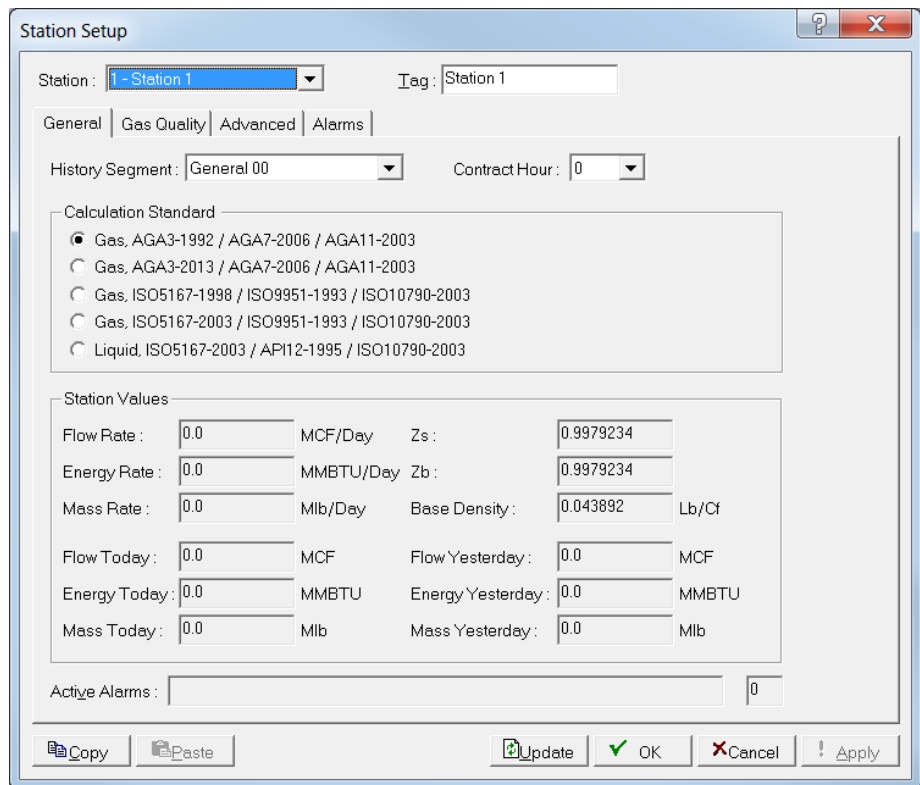 Station Setup
Station : 1 - Station 1 Tag : Station 1
General Gas Quality Advanced Alarms
History Segment : General 00 Contract Hour : 0
Calculation Standard
Gas, AGA3-1992 / AGA7-2006 / AGA11-2003
Gas, AGA3-2013 / AGA7-2006 / AGA11-2003
Gas, ISO5167-1998 / ISO9951-1993 / ISO10790-2003
Gas, ISO5167-2003 / ISO9951-1993 / ISO10790-2003
Liquid, ISO5167-2003 / API12-1995 / ISO10790-2003
Station Values
Flow Rate : 0.0 MCF/Day Zs : 0.9979234
Energy Rate : 0.0 MMBTU/Day Zb : 0.9979234
Mass Rate : 0.0 Mlb/Day Base Density : 0.043892 Lb/Cf
Flow Today : 0.0 MCF Flow Yesterday : 0.0 MCF
Energy Today : 0.0 MMBTU Energy Yesterday : 0.0 MMBTU
Mass Today : 0.0 Mlb Mass Yesterday : 0.0 Mlb
Active Alarms : 0
Copy Paste Update OK Cancel ! Apply